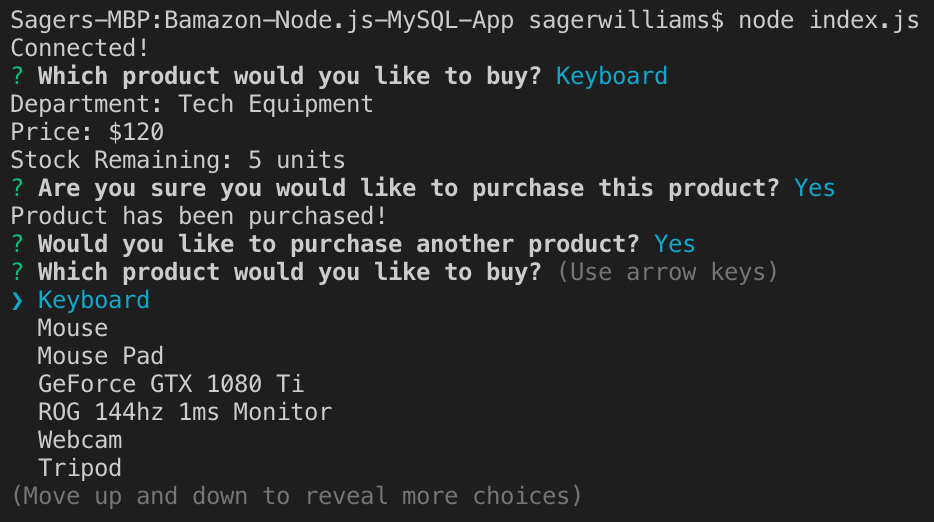 Sagers-MBP:Bamazon-Node.js-MySQL-App sagerwilliams$ node index.js
Connected!
? Which product would you like to buy? Keyboard
Department: Tech Equipment
Price: $120
Stock Remaining: 5 units
? Are you sure you would like to purchase this product? Yes
Product has been purchased!
? Would you like to purchase another product? Yes
? Which product would you like to buy? (Use arrow keys)
❯ Keyboard
  Mouse
  Mouse Pad
  GeForce GTX 1080 Ti
  ROG 144hz 1ms Monitor
  Webcam
  Tripod
(Move up and down to reveal more choices)